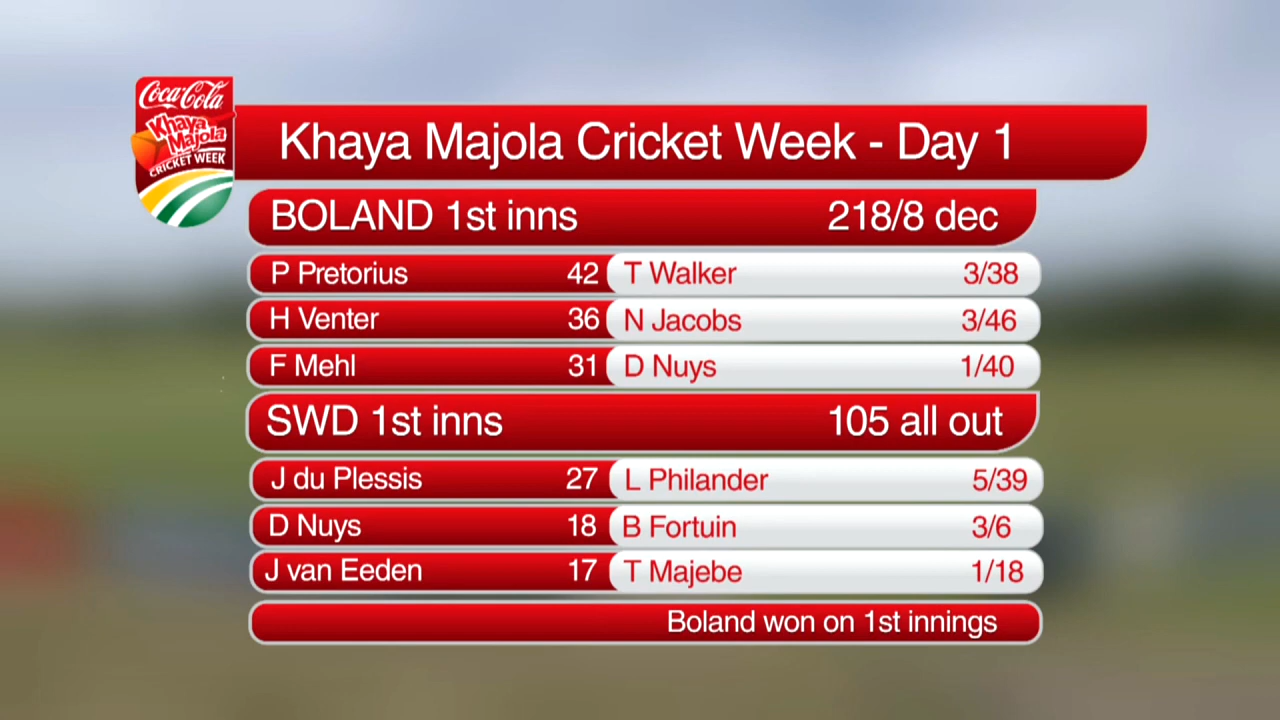 Coca-Cola
Khaya
Majola
CRICKET WEEK
Khaya Majola Cricket Week - Day 1
BOLAND 1st inns 218/8 dec
P Pretorius 42 T Walker 3/38
H Venter 36 N Jacobs 3/46
F Mehl 31 D Nuys 1/40
SWD 1st inns 105 all out
J du Plessis 27 L Philander 5/39
D Nuys 18 B Fortuin 3/6
J van Eeden 17 T Majebe 1/18
Boland won on 1st innings